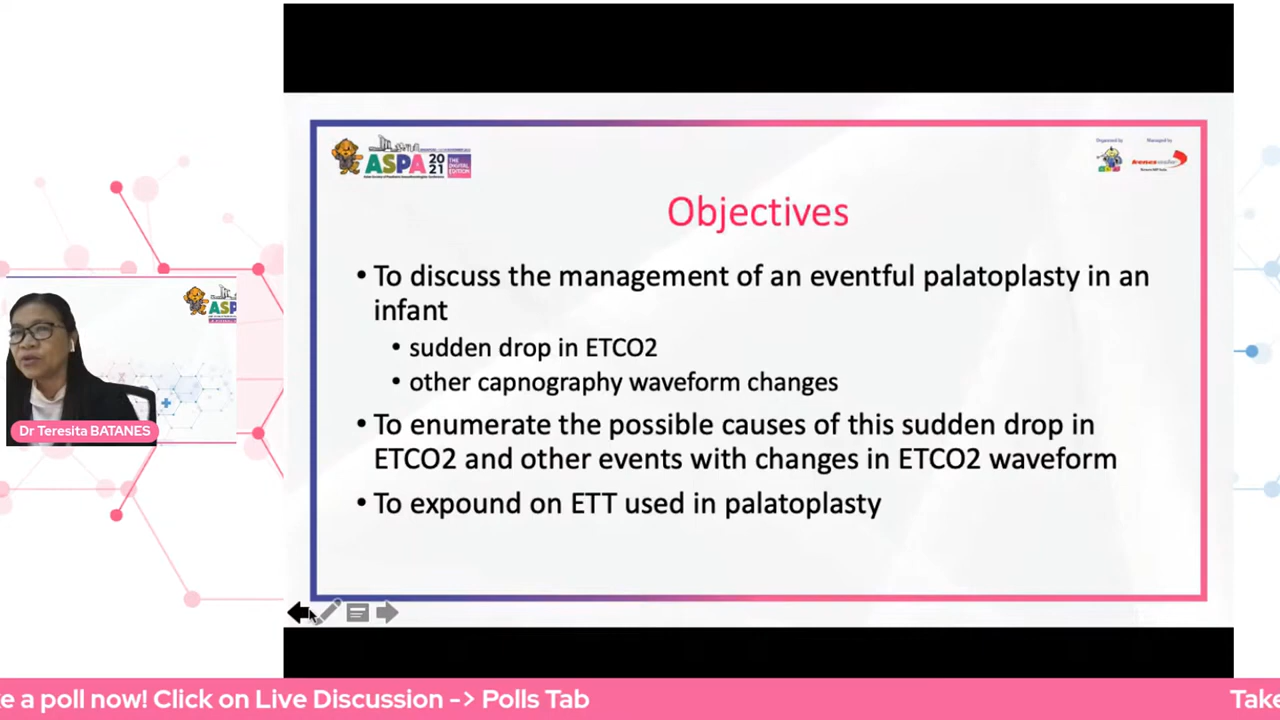 ASPA 20
21
THE
DIGITAL
EDITION
Organised by
Managed by
Objectives
• To discuss the management of an eventful palatoplasty in an
infant
• sudden drop in ETCO2
• other capnography waveform changes
• To enumerate the possible causes of this sudden drop in
ETCO2 and other events with changes in ETCO2 waveform
• To expound on ETT used in palatoplasty
ASP
Dr Teresita BATANES
e a poll now! Click on Live Discussion -> Polls Tab
Take